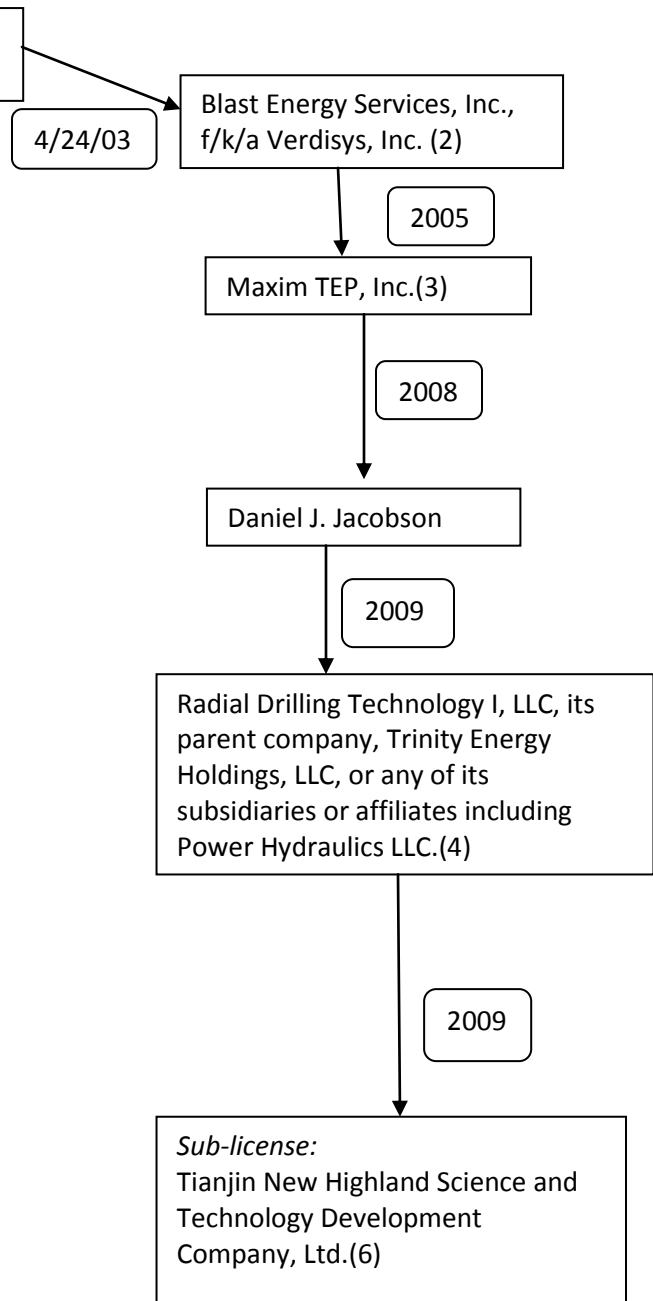 4/24/03
Blast Energy Services, Inc.,
f/k/a Verdisys, Inc. (2)
2005
Maxim TEP, Inc.(3)
2008
Daniel J. Jacobson
2009
Radial Drilling Technology I, LLC, its
parent company, Trinity Energy
Holdings, LLC, or any of its
subsidiaries or affiliates including
Power Hydraulics LLC.(4)
2009
Sub-license:
Tianjin New Highland Science and
Technology Development
Company, Ltd.(6)